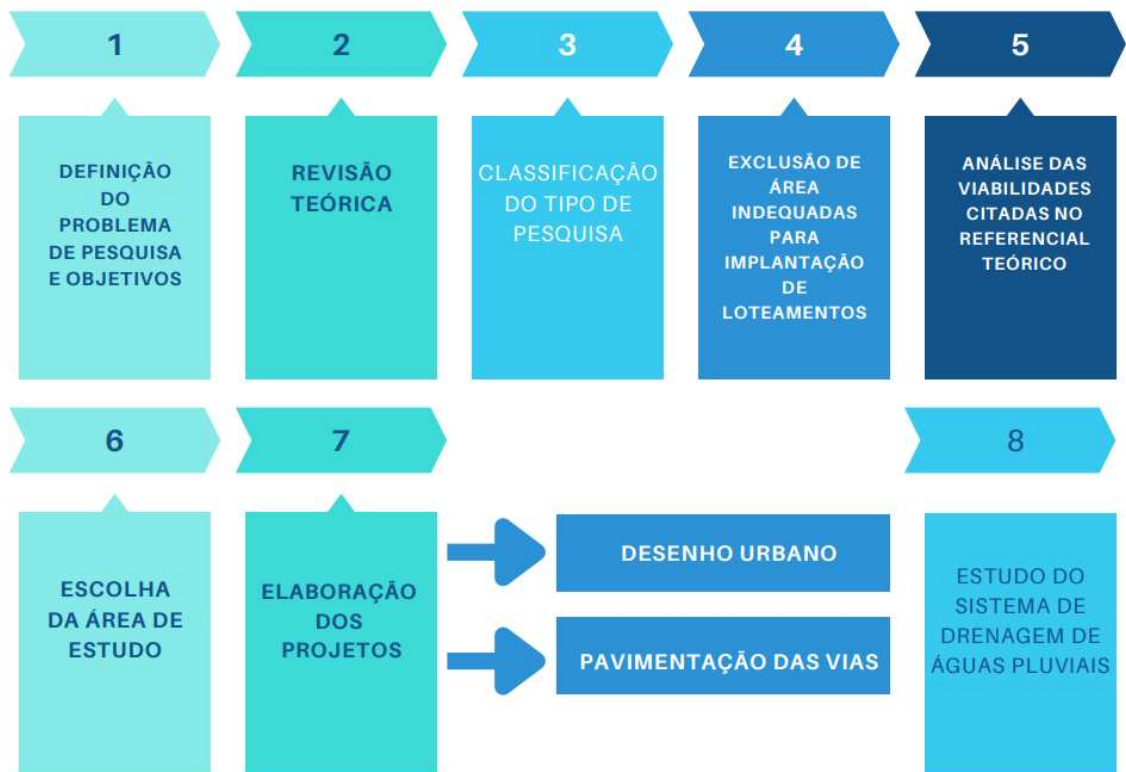 1
2
3
4
5
DEFINIÇÃO
DO
PROBLEMA
DE PESQUISA
E OBJETIVOS
REVISÃO
TEÓRICA
CLASSIFICAÇÃO
DO TIPO DE
PESQUISA
EXCLUSÃO DE
ÁREA
INDEQUADAS
PARA
IMPLANTAÇÃO
DE
LOTEAMENTOS
ANÁLISE DAS
VIABILIDADES
CITADAS NO
REFERENCIAL
TEÓRICO
6
7
8
ESCOLHA
DA ÁREA DE
ESTUDO
ELABORAÇÃO
DOS
PROJETOS
DESENHO URBANO
PAVIMENTAÇÃO DAS VIAS
ESTUDO DO
SISTEMA DE
DRENAGEM DE
ÁGUAS PLUVIAIS